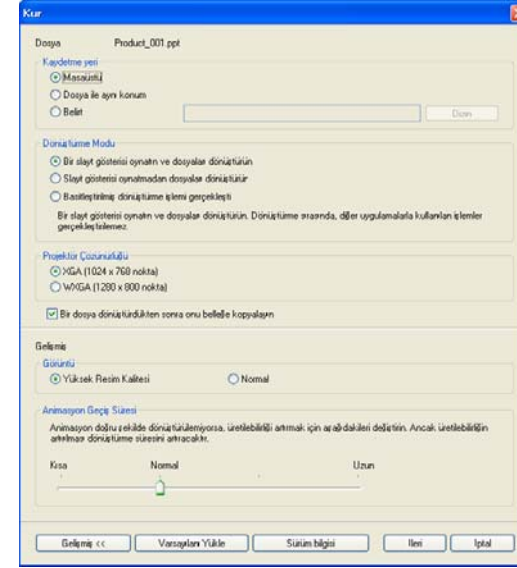 Kur
Dosya Product_001.ppt
Kaydetme yeri
Masaüstü
Dosya ile aynı konum
Belirt
Dizin
Dönüştürme Modu
Bir slayt gösterisi oynatın ve dosyaları dönüştürün
Slayt gösterisi oynatmadan dosyaları dönüştürür
Basitleştirilmiş dönüştürme işlemi gerçekleşti
Bir slayt gösterisi oynatın ve dosyaları dönüştürün. Dönüştürme sırasında, diğer uygulamalarla kullanılan işlemler
gerçekleştirilemez.
Projektör Çözünürlüğü
XGA (1024 x 768 nokta)
WXGA (1280 x 800 nokta)
Bir dosya dönüştürdükten sonra onu belleğe kopyalayın
Gelişmiş
Görüntü
Yüksek Resim Kalitesi Normal
Animasyon Geçiş Süresi
Animasyon doğru şekilde dönüştürülemiyorsa, üretilebilirliği artırmak için aşağıdakileri değiştirin. Ancak üretilebilirliğin
artırılması dönüştürme süresini artıracaktır.
Kısa Normal Uzun
Gelişmiş << Varsayılanı Yükle Sürüm bilgisi İleri İptal